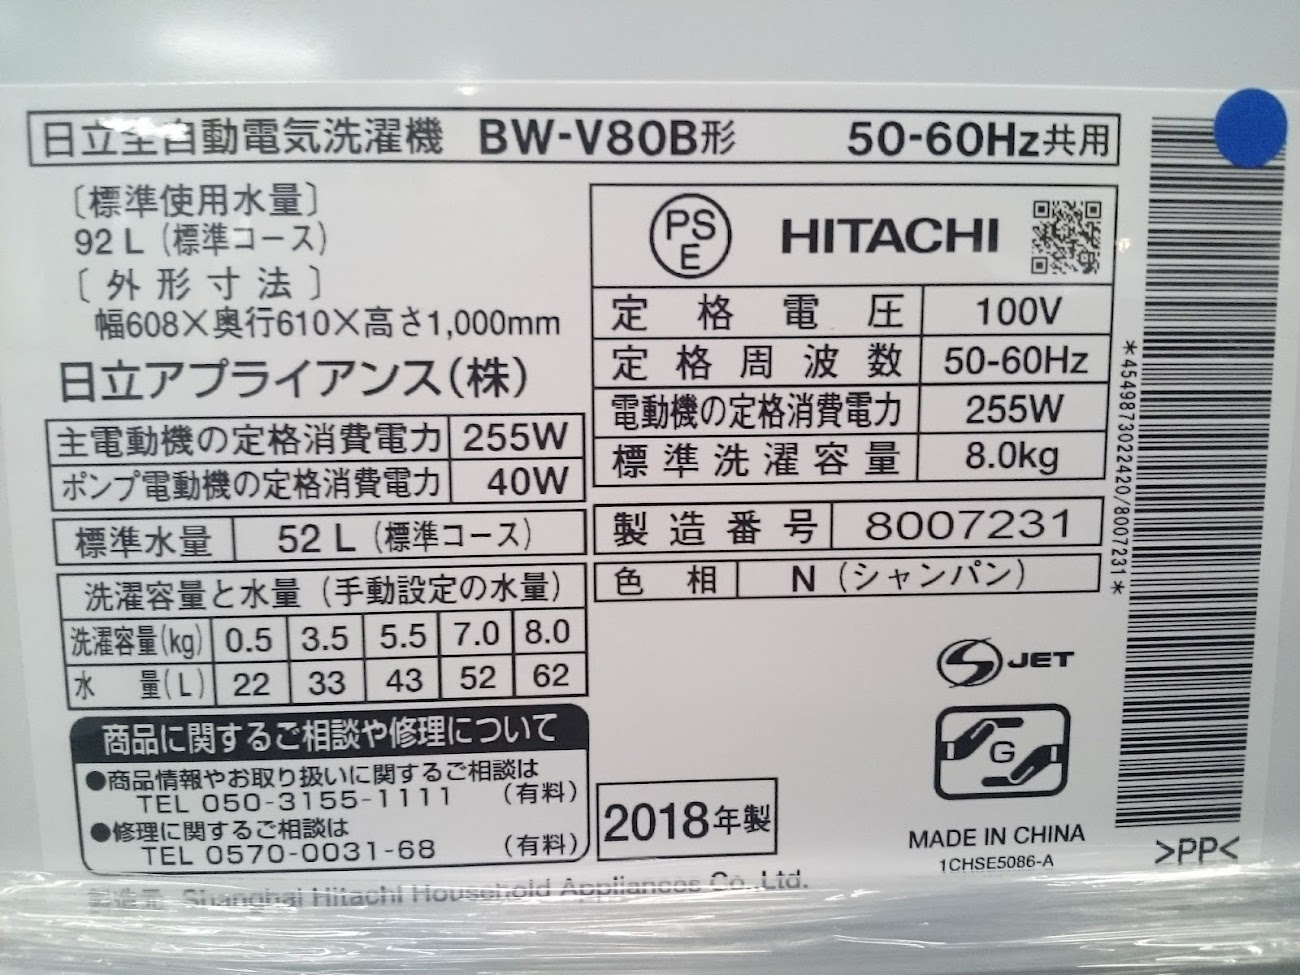 日立全自動電気洗濯機 BW-V80B形 50-60Hz共用
〔標準使用水量〕
92 L (標準コース)
〔外形寸法〕
幅608×奥行610×高さ1,000mm
日立アプライアンス(株)
主電動機の定格消費電力 255W
ポンプ電動機の定格消費電力 40W
標準水量 52 L (標準コース)
洗濯容量と水量 (手動設定の水量)
洗濯容量(kg) 0.5 3.5 5.5 7.0 8.0
水量(L) 22 33 43 52 62
商品に関するご相談や修理について
●商品情報やお取り扱いに関するご相談は
TEL 050-3155-1111 (有料)
●修理に関するご相談は
TEL 0570-0031-68 (有料)
製造元 Shanghai Hitachi Household Appliances Co.,Ltd.
PSE HITACHI
定格電圧 100V
定格周波数 50-60Hz
電動機の定格消費電力 255W
標準洗濯容量 8.0kg
製造番号 8007231
色相 N (シャンパン)
S JET
G
2018年製
MADE IN CHINA
1CHSE5086-A
*4549873022420/8007231*
>PP<